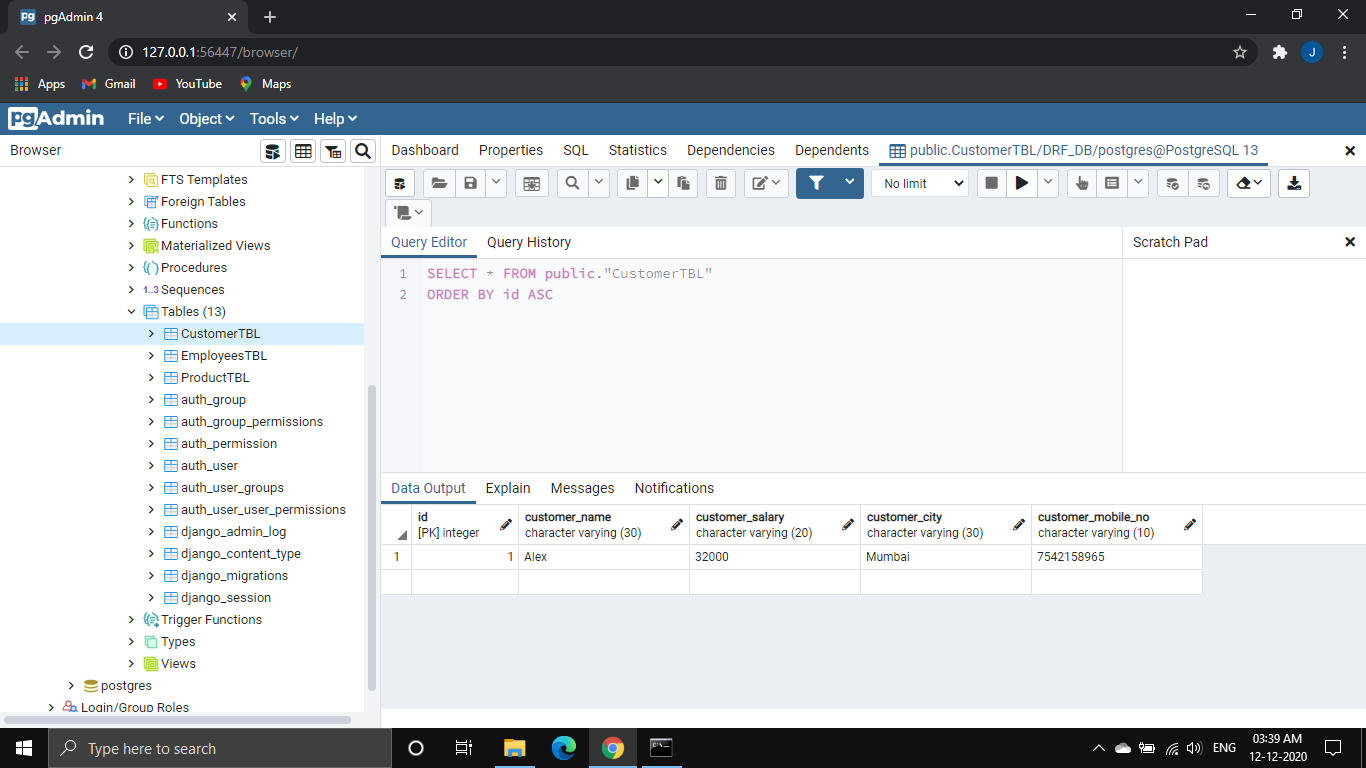 pgAdmin 4
127.0.0.1:56447/browser/
J
Apps Gmail YouTube Maps
pgAdmin File Object Tools Help
Browser
Dashboard Properties SQL Statistics Dependencies Dependents public.CustomerTBL/DRF_DB/postgres@PostgreSQL 13
FTS Templates
Foreign Tables
Functions
Materialized Views
Procedures
1..3 Sequences
Tables (13)
CustomerTBL
EmployeesTBL
ProductTBL
auth_group
auth_group_permissions
auth_permission
auth_user
auth_user_groups
auth_user_user_permissions
django_admin_log
django_content_type
django_migrations
django_session
Trigger Functions
Types
Views
postgres
Login/Group Roles
No limit
Query Editor Query History
Scratch Pad
1 SELECT * FROM public."CustomerTBL"
2 ORDER BY id ASC
Data Output Explain Messages Notifications
id customer_name customer_salary customer_city customer_mobile_no
[PK] integer character varying (30) character varying (20) character varying (30) character varying (10)
1 1 Alex 32000 Mumbai 7542158965
Type here to search
ENG
03:39 AM
12-12-2020